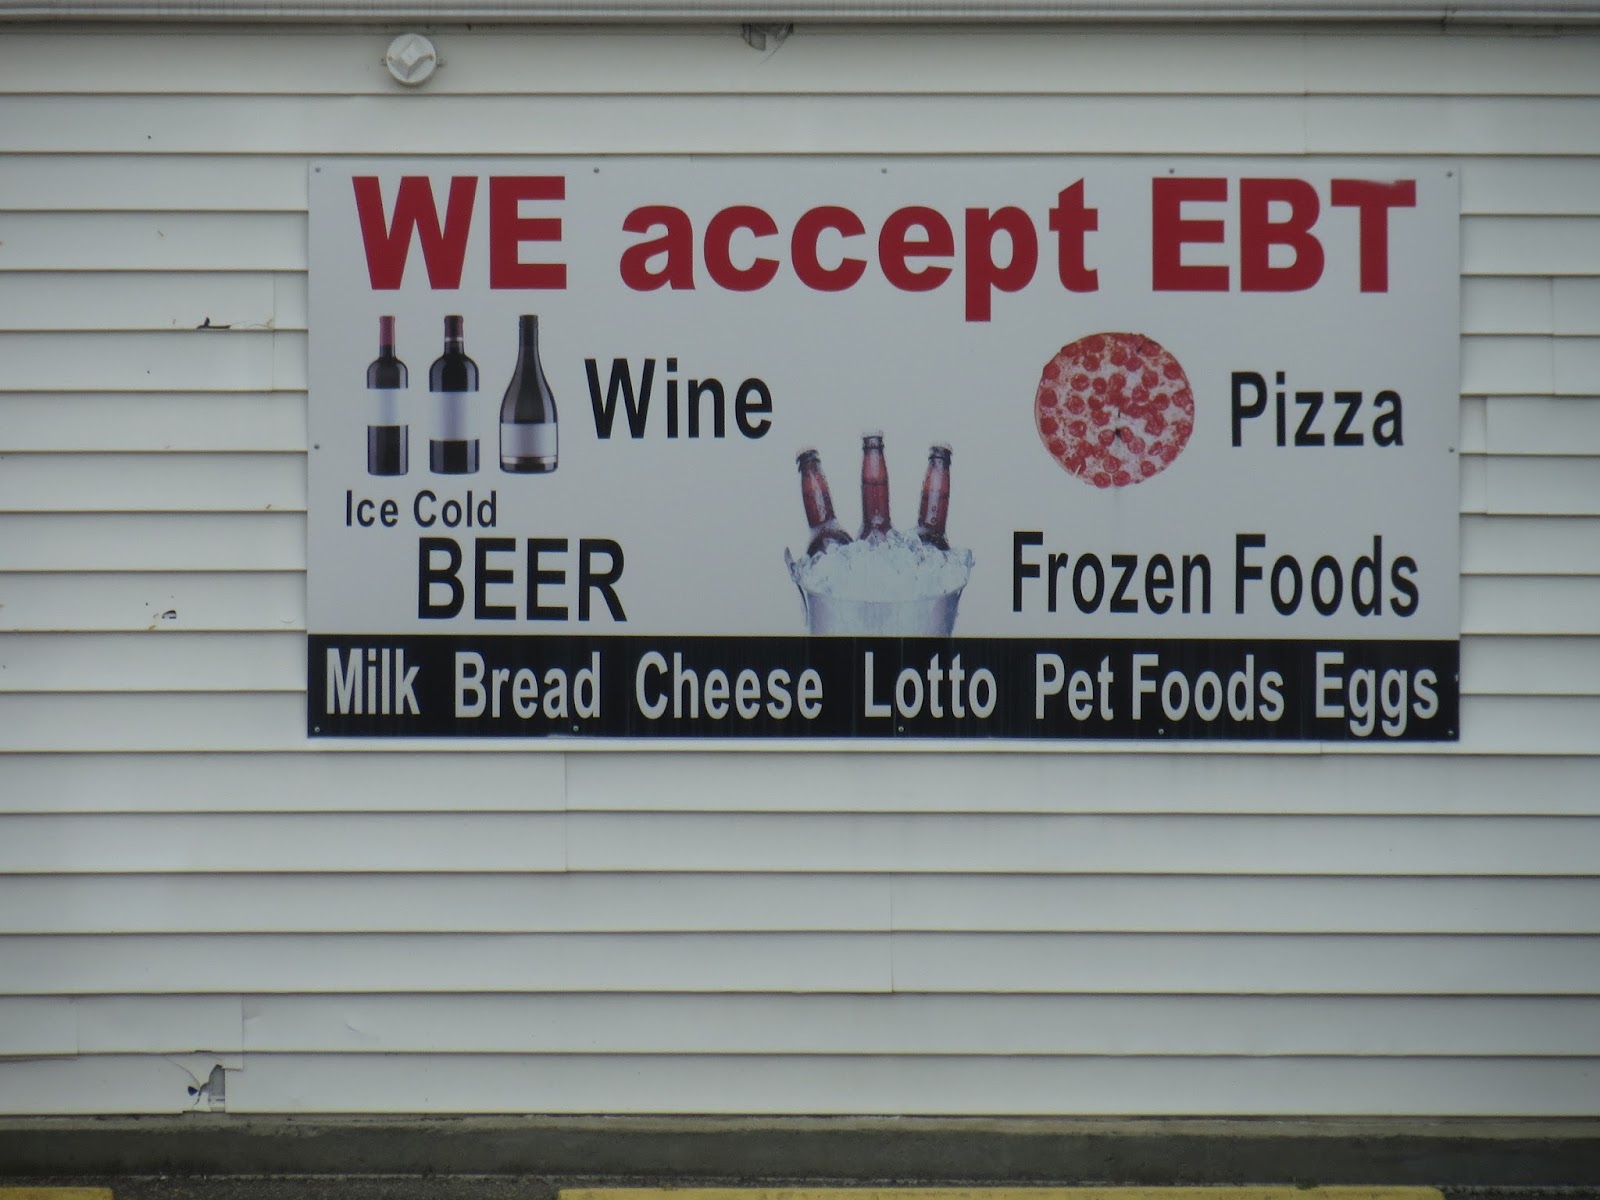 WE accept EBT
Wine
Pizza
Ice Cold
BEER
Frozen Foods
Milk Bread Cheese Lotto Pet Foods Eggs